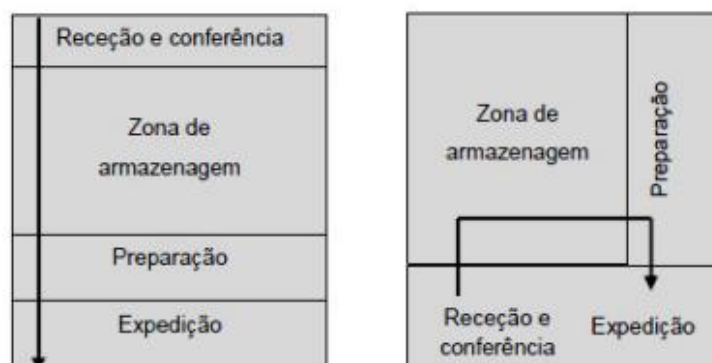 Receção e conferência
Zona de
armazenagem
Preparação
Expedição
Zona de
armazenagem
Preparação
Receção e
conferência
Expedição